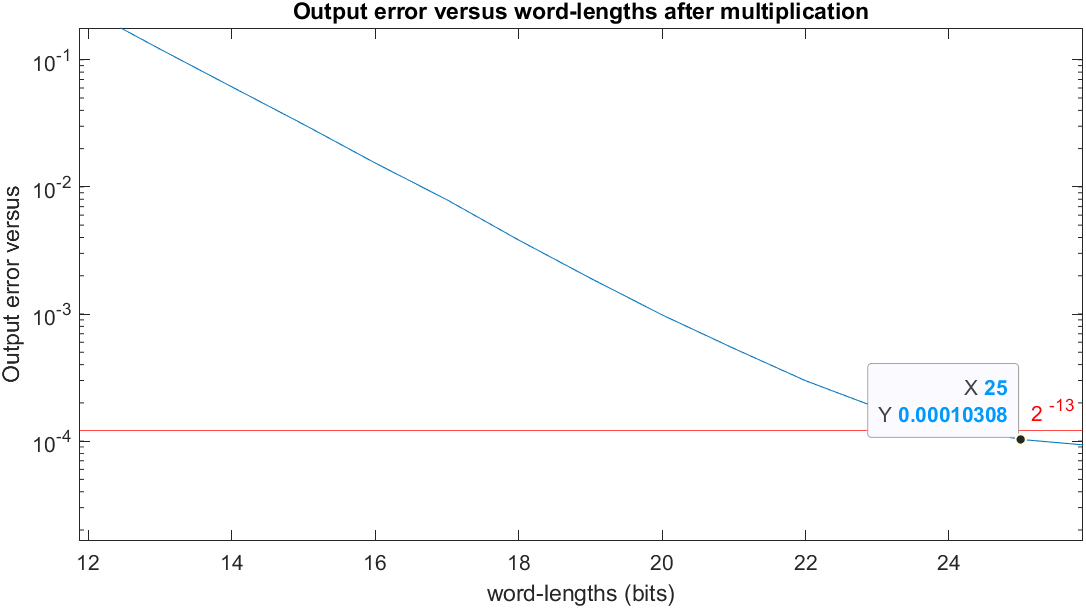 Output error versus word-lengths after multiplication
Output error versus
10^-1
10^-2
10^-3
10^-4
X 25
Y 0.00010308
2^-13
12 14 16 18 20 22 24
word-lengths (bits)